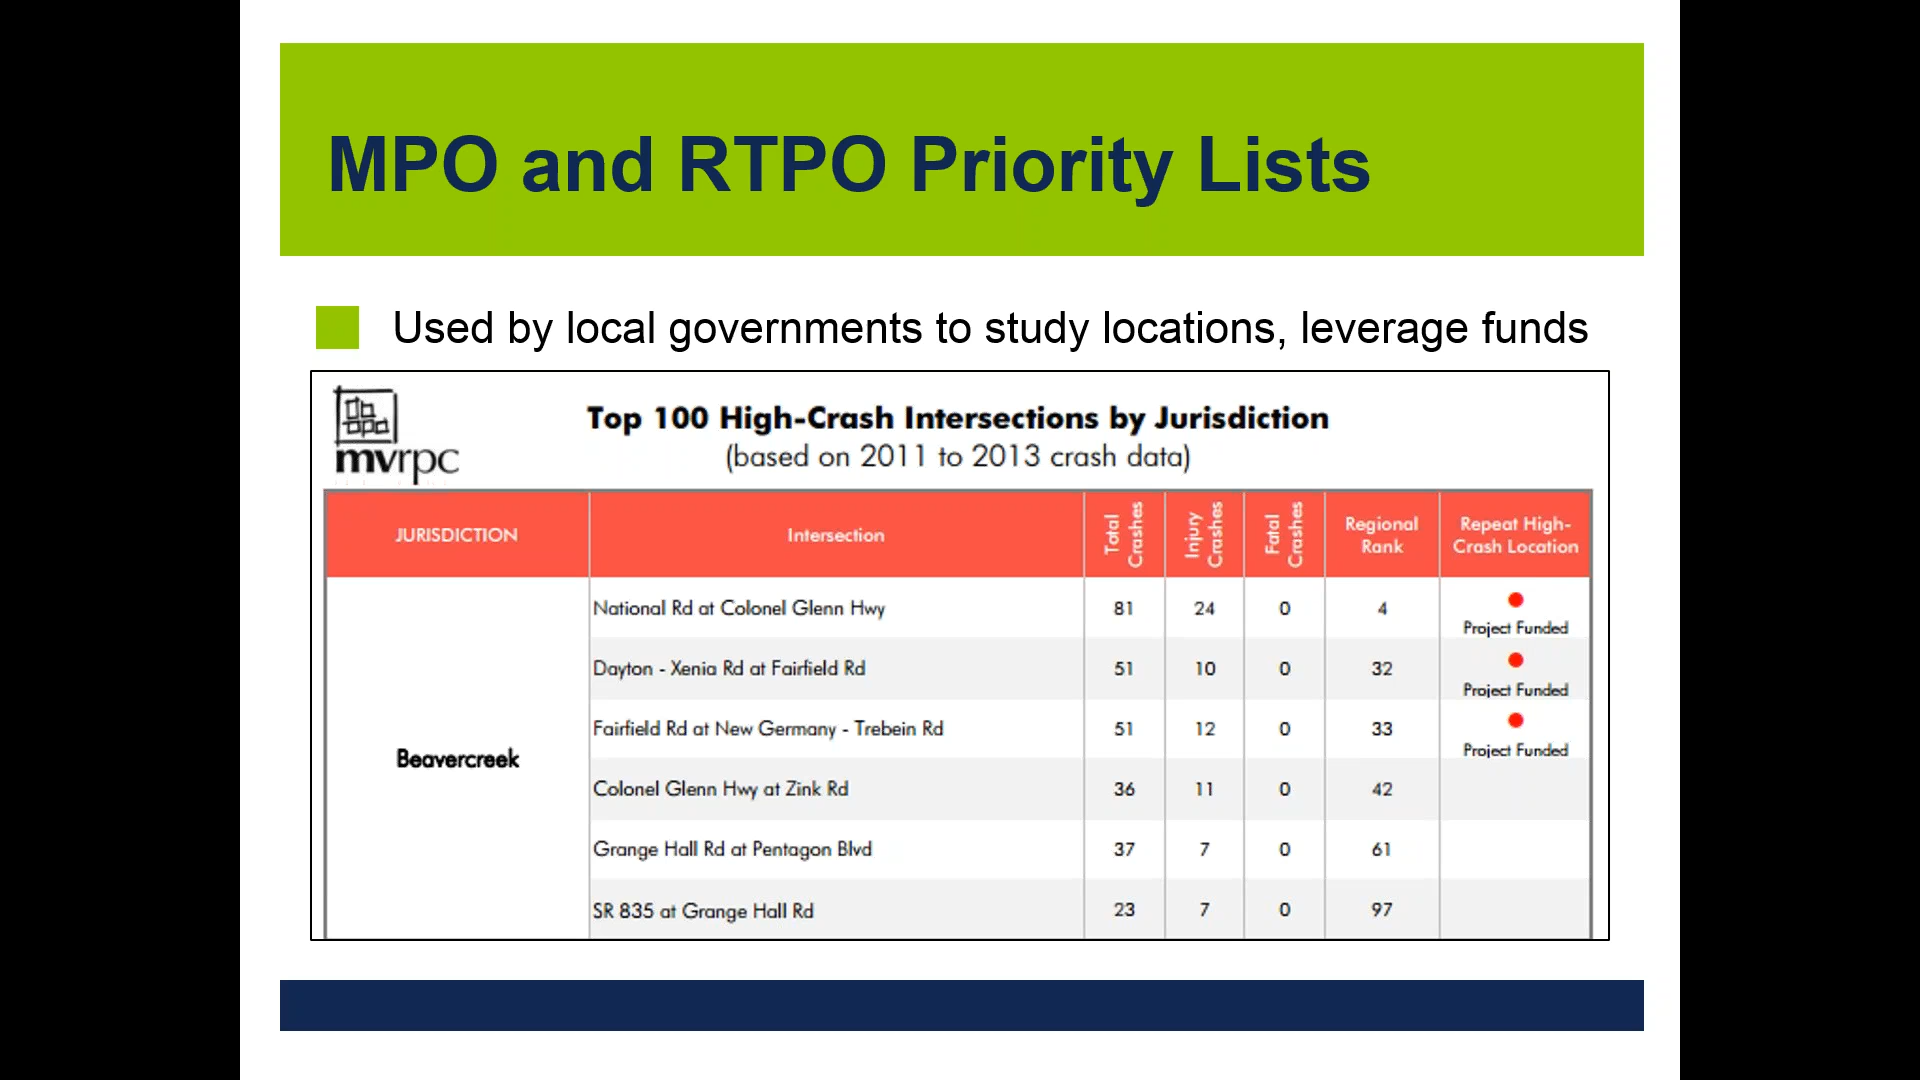 MPO and RTPO Priority Lists
Used by local governments to study locations, leverage funds
mvrpc
Top 100 High-Crash Intersections by Jurisdiction
(based on 2011 to 2013 crash data)
JURISDICTION Intersection Total Crashes Injury Crashes Fatal Crashes Regional Rank Repeat High-Crash Location
Beavercreek
National Rd at Colonel Glenn Hwy 81 24 0 4 Project Funded
Dayton - Xenia Rd at Fairfield Rd 51 10 0 32 Project Funded
Fairfield Rd at New Germany - Trebein Rd 51 12 0 33 Project Funded
Colonel Glenn Hwy at Zink Rd 36 11 0 42
Grange Hall Rd at Pentagon Blvd 37 7 0 61
SR 835 at Grange Hall Rd 23 7 0 97